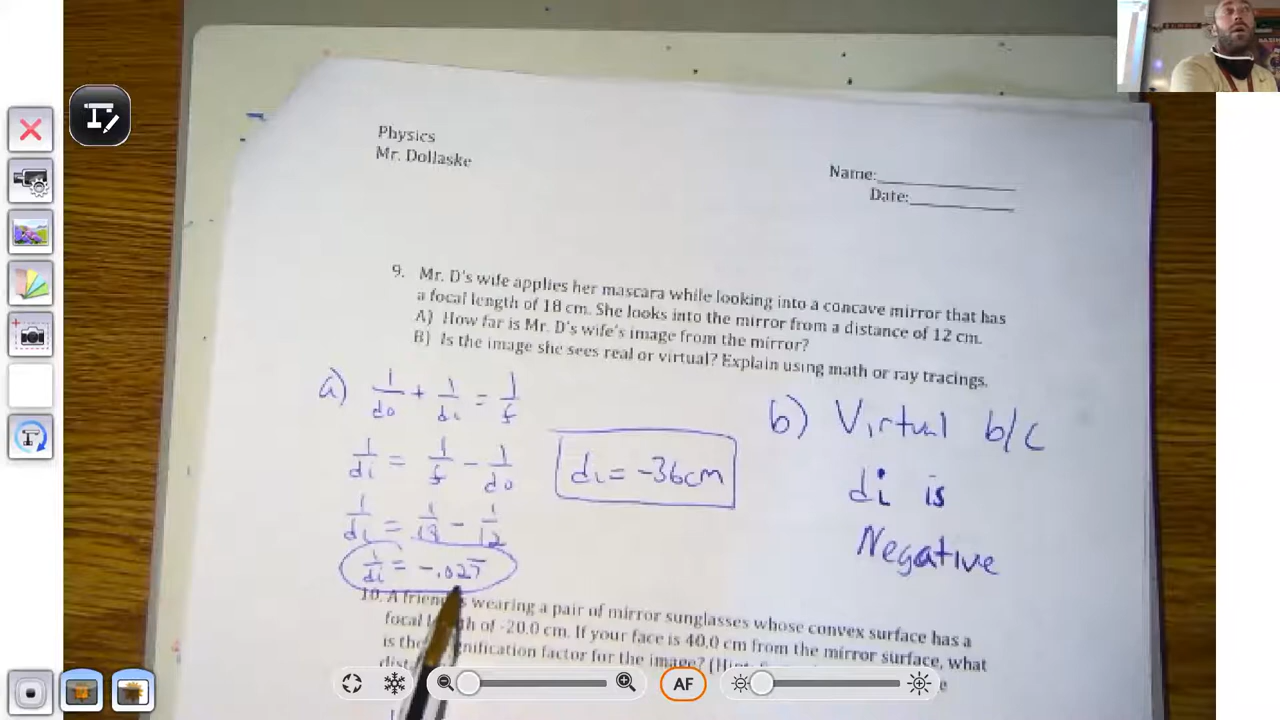 Physics
Mr. Dollaske
Name:
Date:
9. Mr. D's wife applies her mascara while looking into a concave mirror that has
a focal length of 18 cm. She looks into the mirror from a distance of 12 cm.
A) How far is Mr. D's wife's image from the mirror?
B) Is the image she sees real or virtual? Explain using math or ray tracings.
a) 1/do + 1/di = 1/f
1/di = 1/f - 1/do
1/di = 1/18 - 1/12
1/di = -.027
di = -36cm
b) Virtual b/c
di is
Negative
10. A friend is wearing a pair of mirror sunglasses whose convex surface has a
focal of -20.0 cm. If your face is 40.0 cm from the mirror surface, what
is the magnification factor for the image? (Hint:
AF